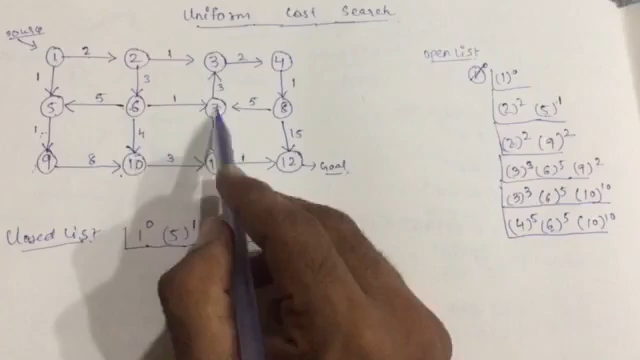 Uniform Cost Search
source
1 2 2 1 3 2 4
1 3 3 1
5 5 6 1 5 8
1 4 15
9 8 10 3 1 12 Goal
Closed List 1⁰ (5)¹
Open List
(1)⁰
(2)² (5)¹
(2)² (9)²
(3)³ (6)⁵ (9)²
(3)³ (6)⁵ (10)¹⁰
(4)⁵ (6)⁵ (10)¹⁰